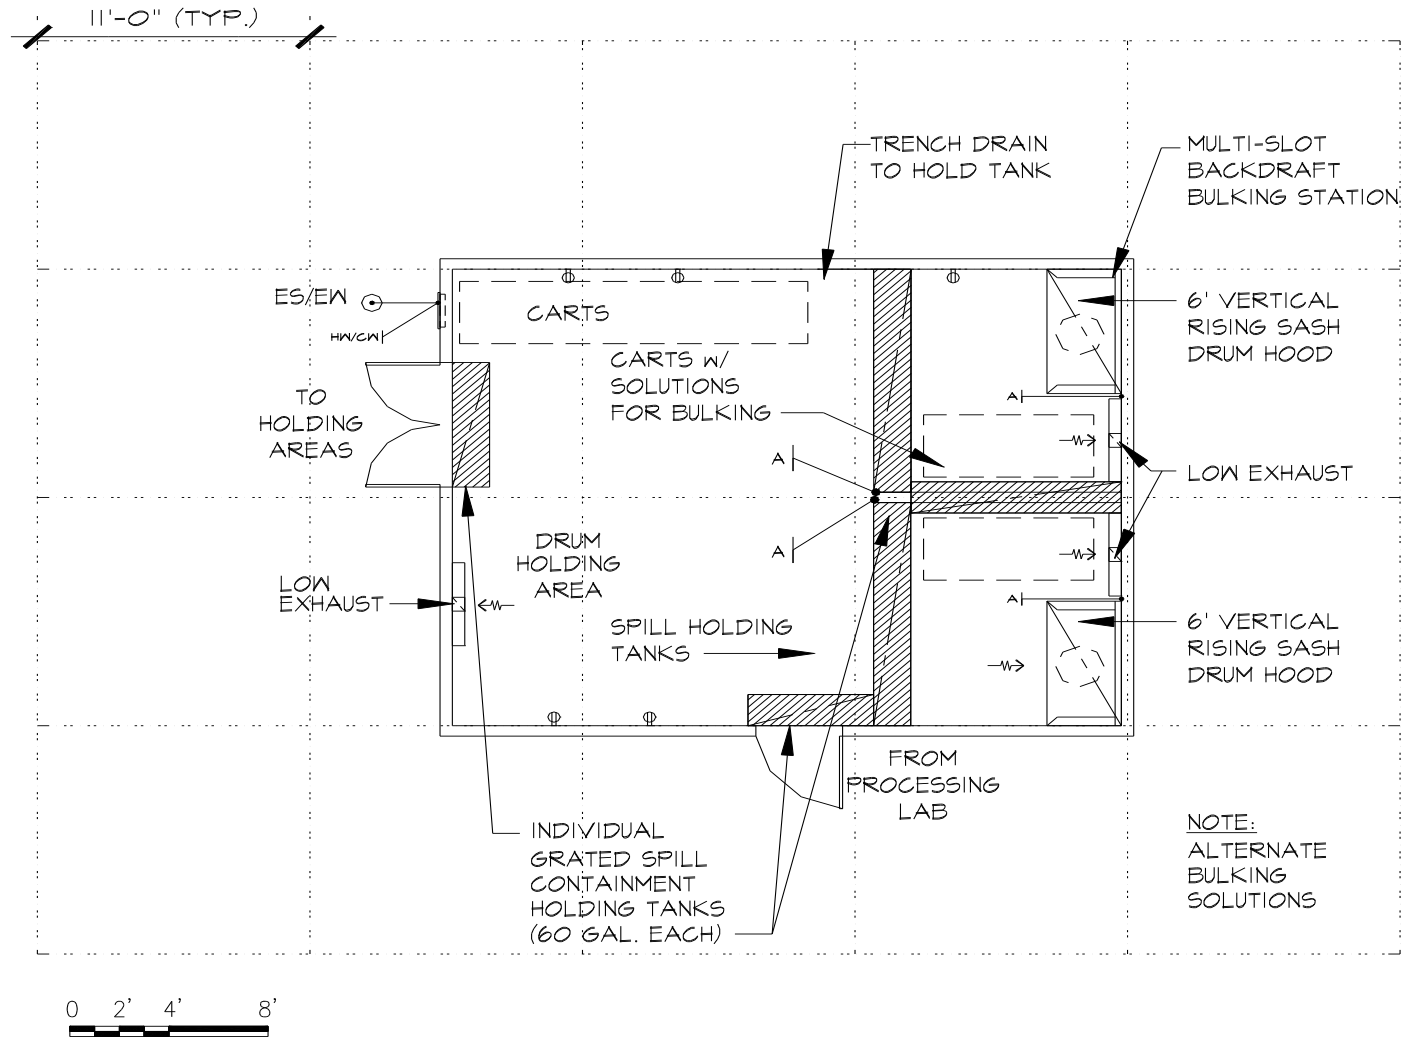 11'-0" (TYP.)
TRENCH DRAIN
TO HOLD TANK
MULTI-SLOT
BACKDRAFT
BULKING STATION
ES/EW
HW/CW
CARTS
6' VERTICAL
RISING SASH
DRUM HOOD
CARTS W/
SOLUTIONS
FOR BULKING
TO
HOLDING
AREAS
A
A
LOW EXHAUST
A
DRUM
HOLDING
AREA
LOW
EXHAUST
A
SPILL HOLDING
TANKS
6' VERTICAL
RISING SASH
DRUM HOOD
FROM
PROCESSING
LAB
INDIVIDUAL
GRATED SPILL
CONTAINMENT
HOLDING TANKS
(60 GAL. EACH)
NOTE:
ALTERNATE
BULKING
SOLUTIONS
0 2' 4' 8'